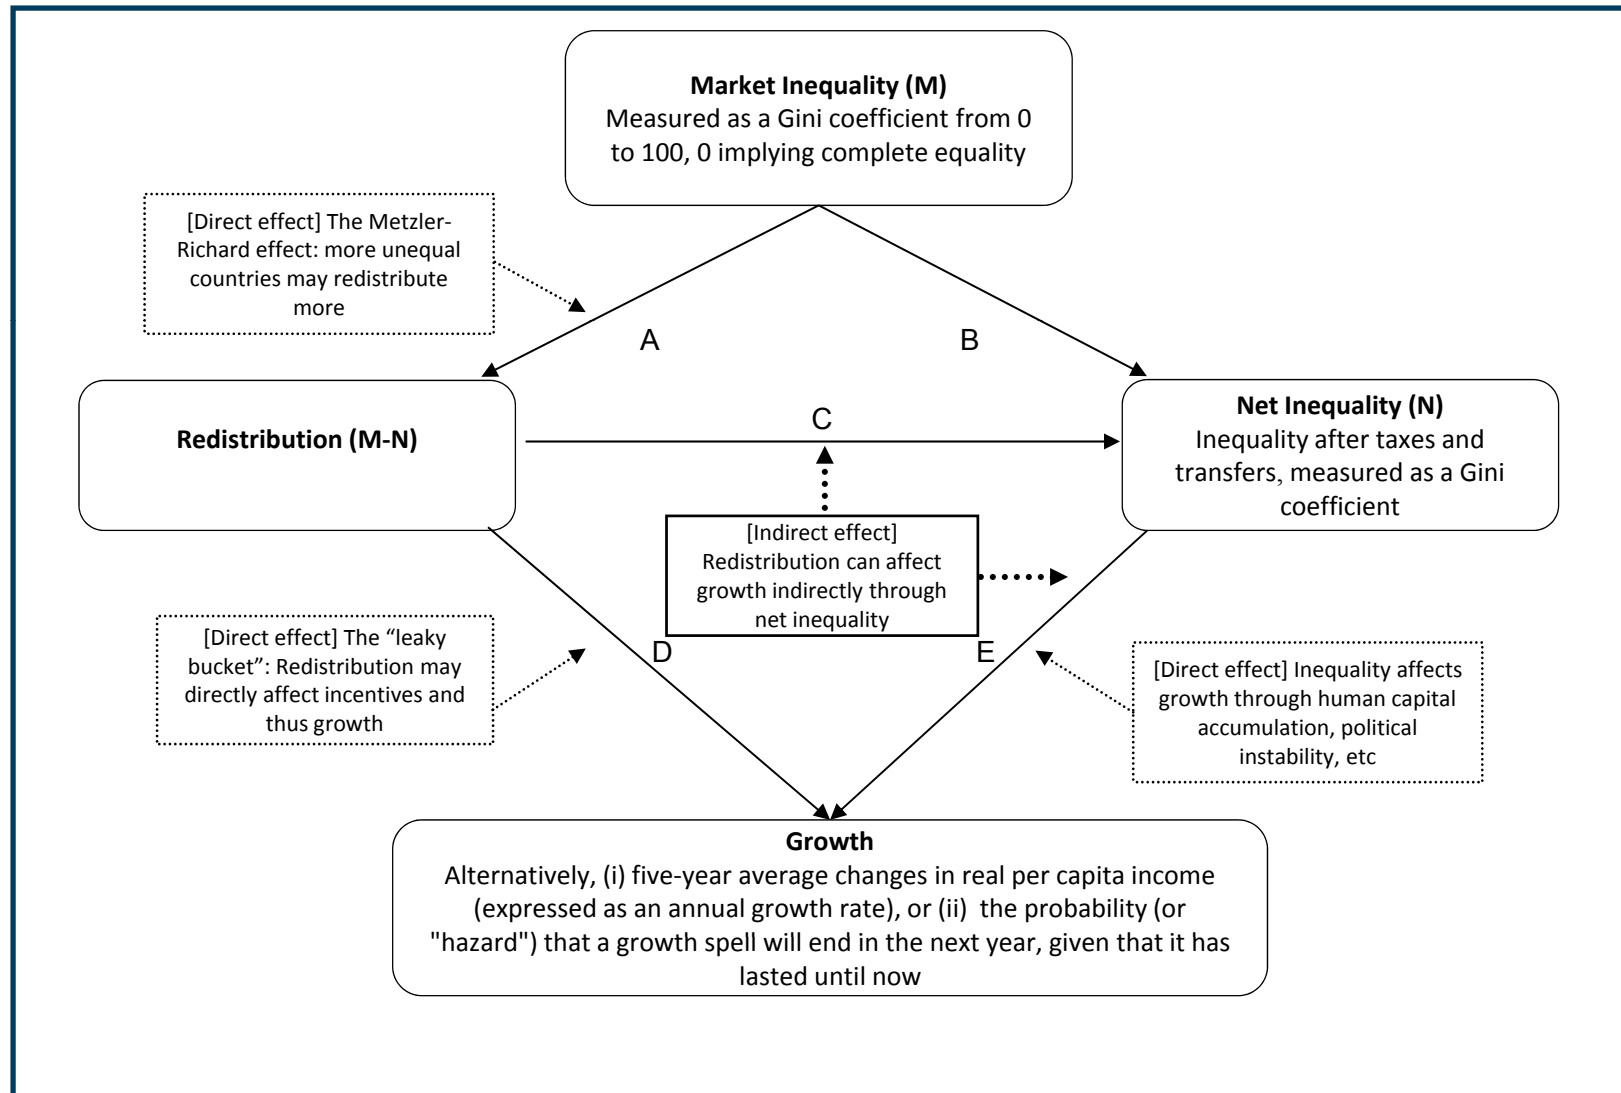 Market Inequality (M)
Measured as a Gini coefficient from 0
to 100, 0 implying complete equality
[Direct effect] The Metzler-
Richard effect: more unequal
countries may redistribute
more
A
B
Redistribution (M-N)
C
Net Inequality (N)
Inequality after taxes and
transfers, measured as a Gini
coefficient
[Indirect effect]
Redistribution can affect
growth indirectly through
net inequality
[Direct effect] The “leaky
bucket”: Redistribution may
directly affect incentives and
thus growth
D
E
[Direct effect] Inequality affects
growth through human capital
accumulation, political
instability, etc
Growth
Alternatively, (i) five-year average changes in real per capita income
(expressed as an annual growth rate), or (ii) the probability (or
"hazard") that a growth spell will end in the next year, given that it has
lasted until now